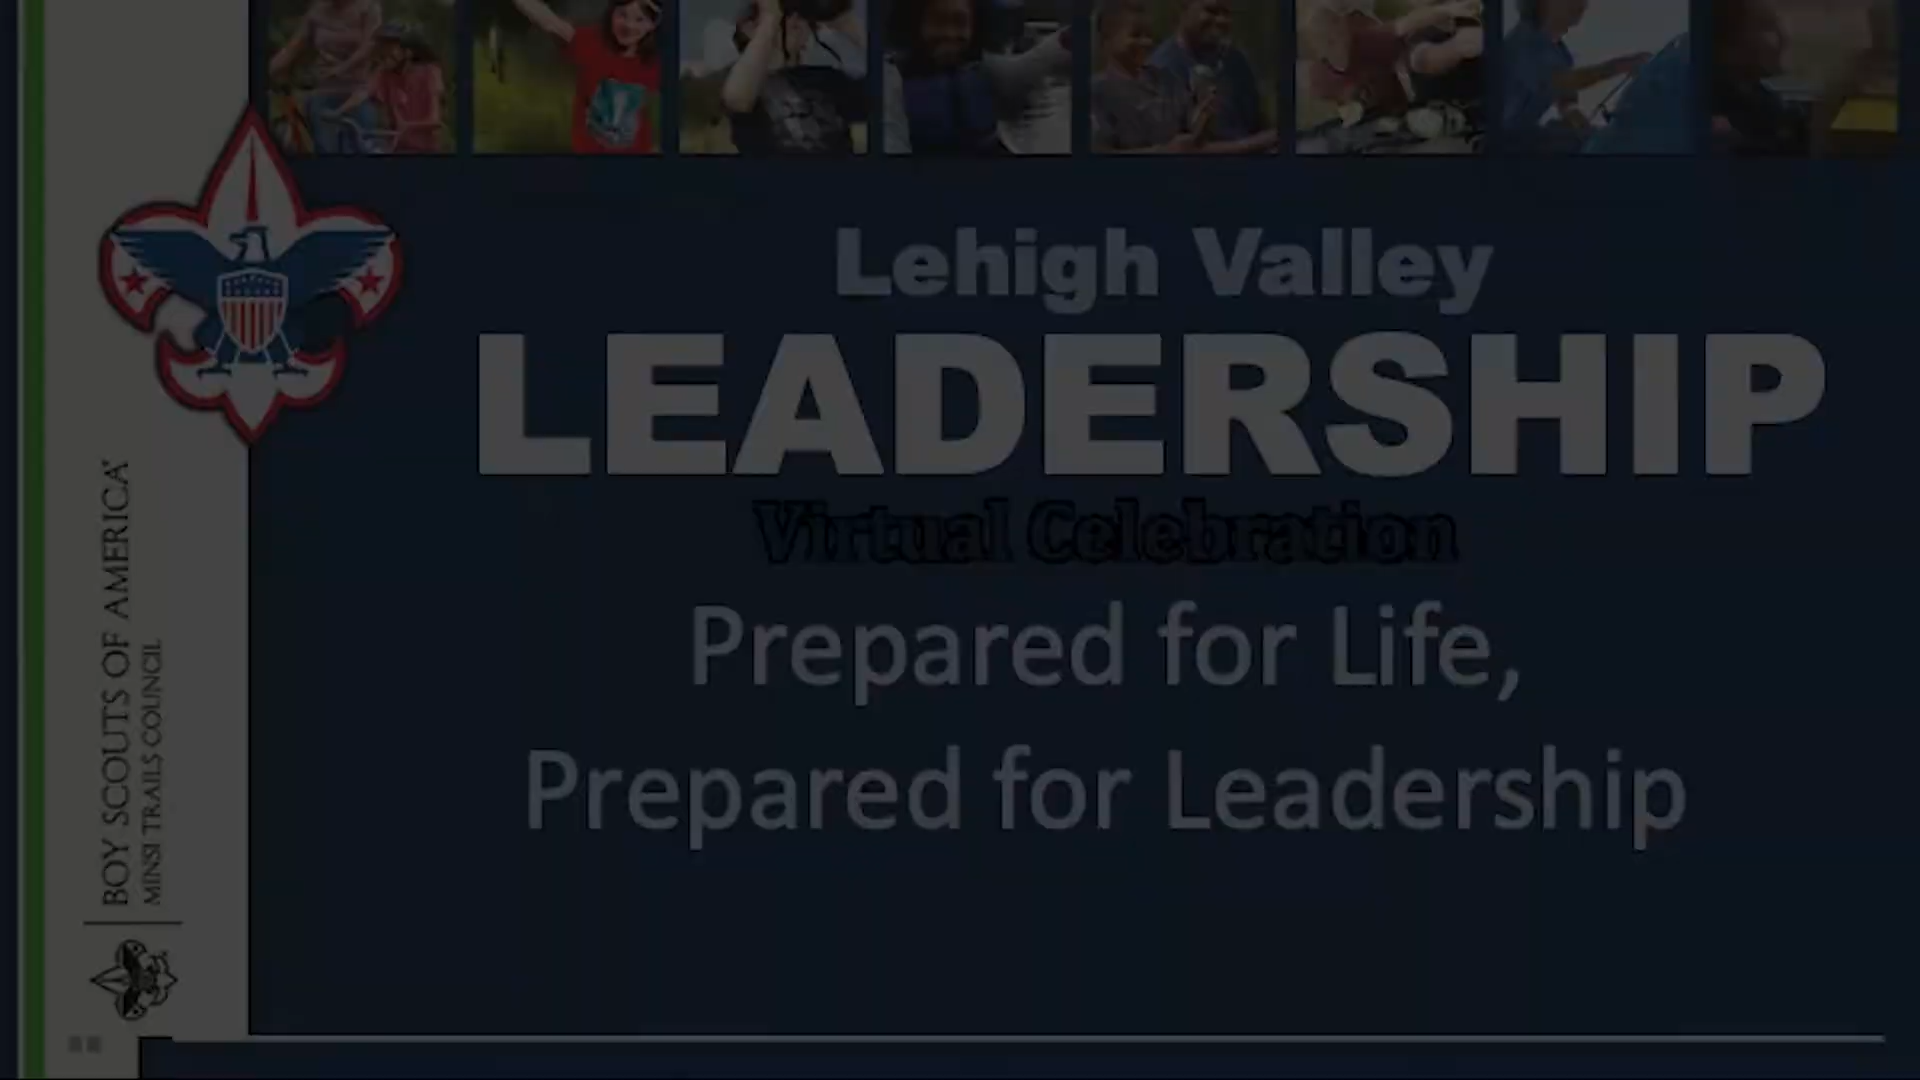 Lehigh Valley
LEADERSHIP
Virtual Celebration
Prepared for Life,
Prepared for Leadership
BOY SCOUTS OF AMERICA
MINSI TRAILS COUNCIL